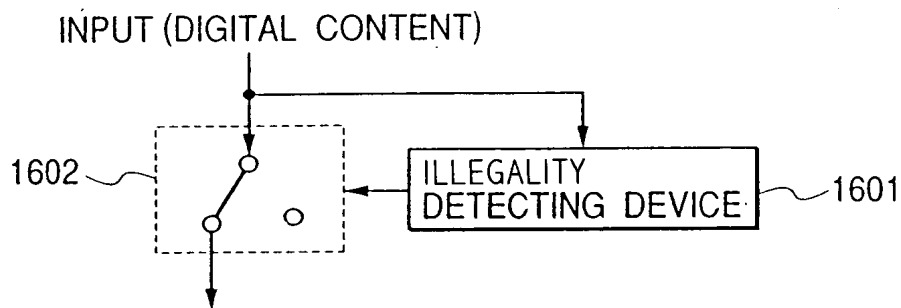 INPUT (DIGITAL CONTENT)
1602
ILLEGALITY
DETECTING DEVICE
1601